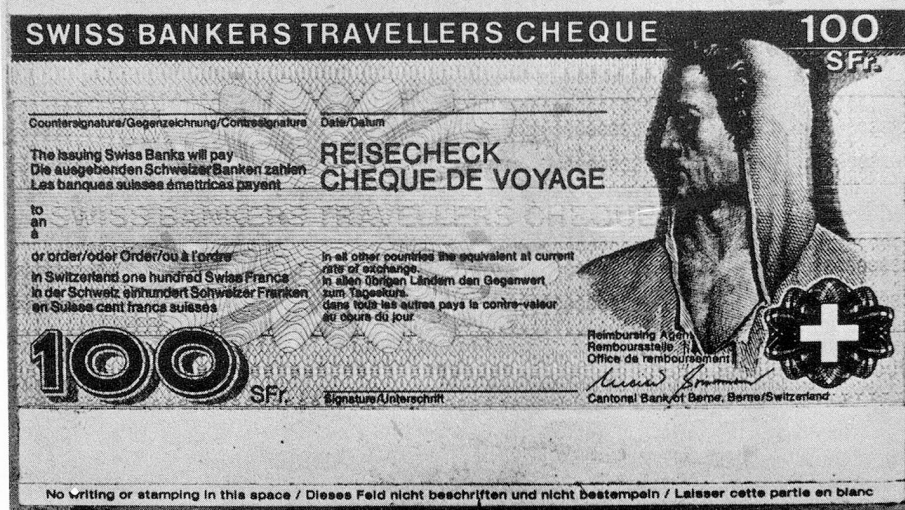 SWISS BANKERS TRAVELLERS CHEQUE 100
SFr.
Countersignature/Gegenzeichnung/Contresignature Date/Datum
The issuing Swiss Banks will pay
Die ausgebenden Schweizer Banken zahlen
Les banques suisses émettrices payent
REISECHECK
CHEQUE DE VOYAGE
to
an
à
SWISS BANKERS TRAVELLERS CHEQUE
or order/oder Order/ou à l'ordre
in Switzerland one hundred Swiss Francs
in der Schweiz einhundert Schweizer Franken
en Suisse cent francs suisses
in all other countries the equivalent at current
rate of exchange.
in allen übrigen Ländern den Gegenwert
zum Tageskurs.
dans tous les autres pays la contre-valeur
au cours du jour
100
SFr.
Signature/Unterschrift
Reimbursing Agent
Remboursstelle
Office de remboursement
Cantonal Bank of Berne, Berne/Switzerland
No writing or stamping in this space / Dieses Feld nicht beschriften und nicht bestempeln / Laisser cette partie en blanc